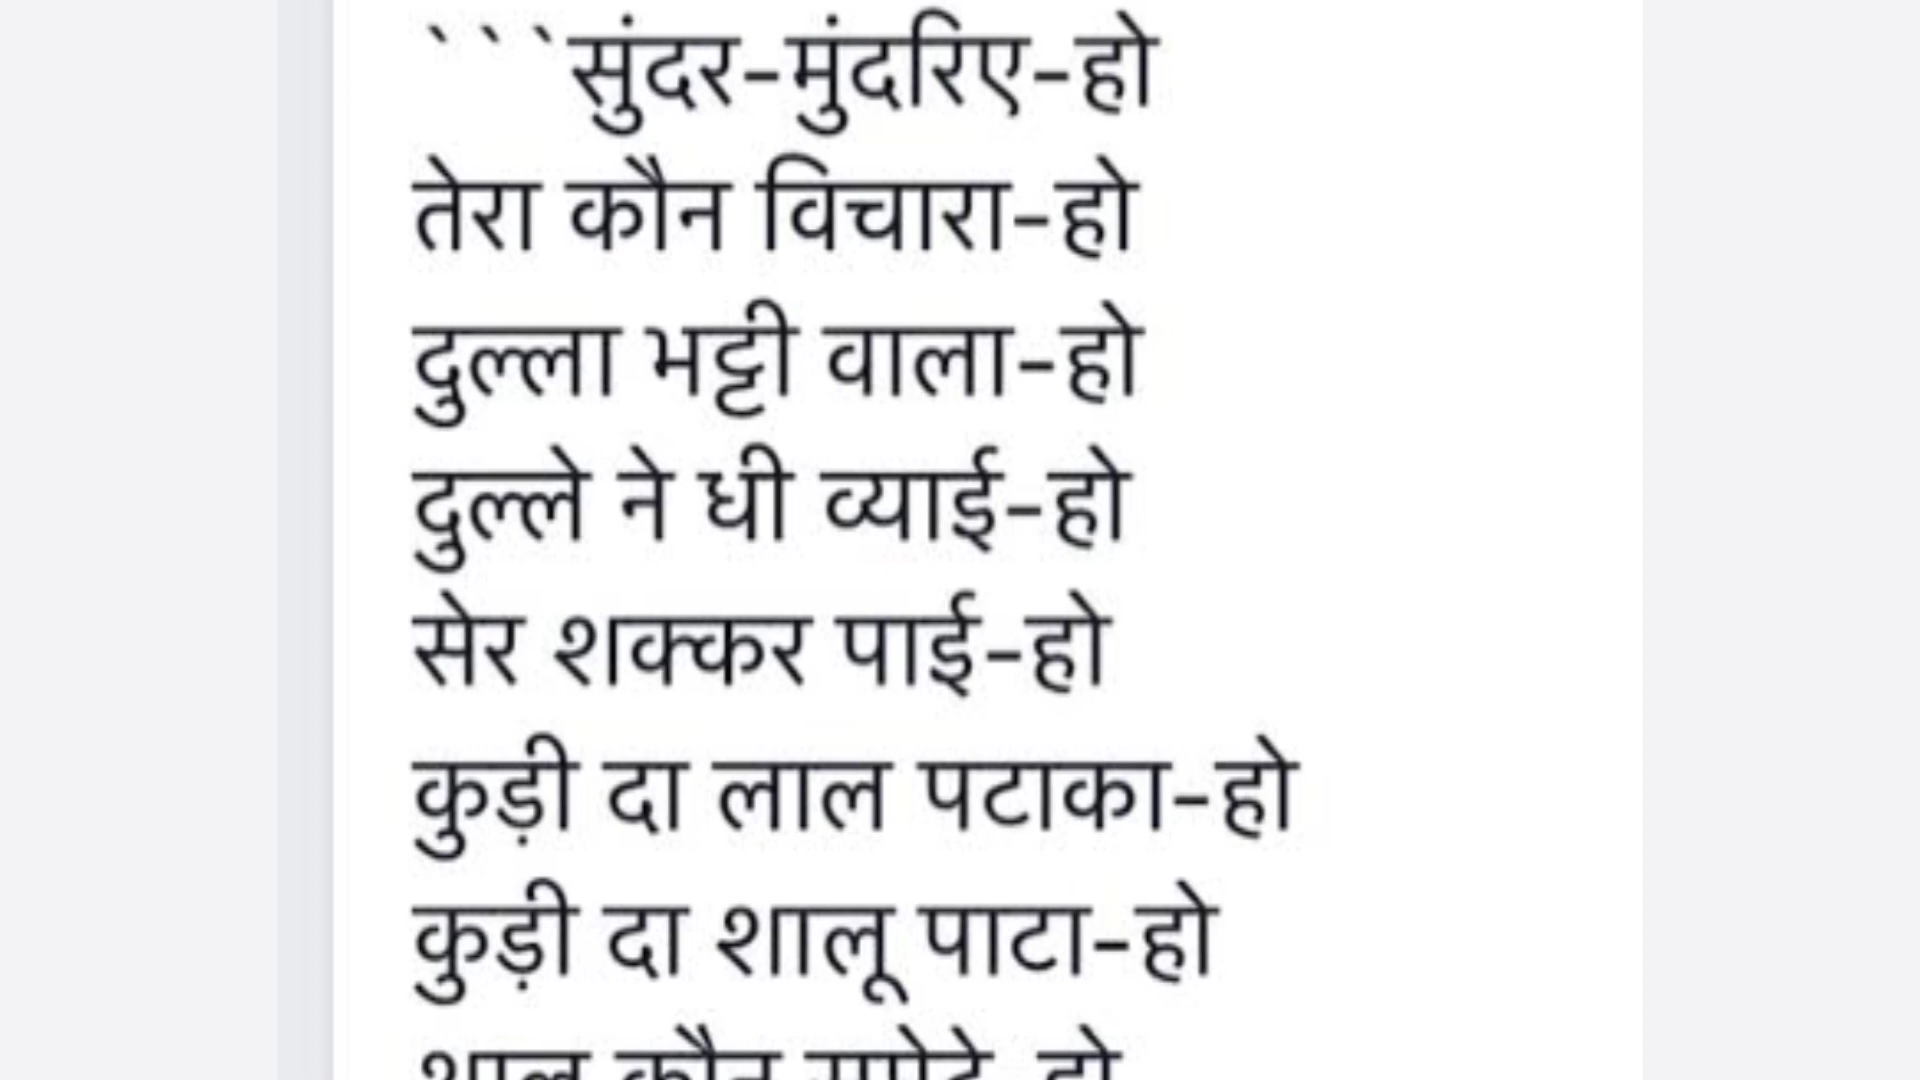 ```सुंदर-मुंदरिए-हो
तेरा कौन विचारा-हो
दुल्ला भट्टी वाला-हो
दुल्ले ने धी व्याई-हो
सेर शक्कर पाई-हो
कुड़ी दा लाल पटाका-हो
कुड़ी दा शालू पाटा-हो
कौन